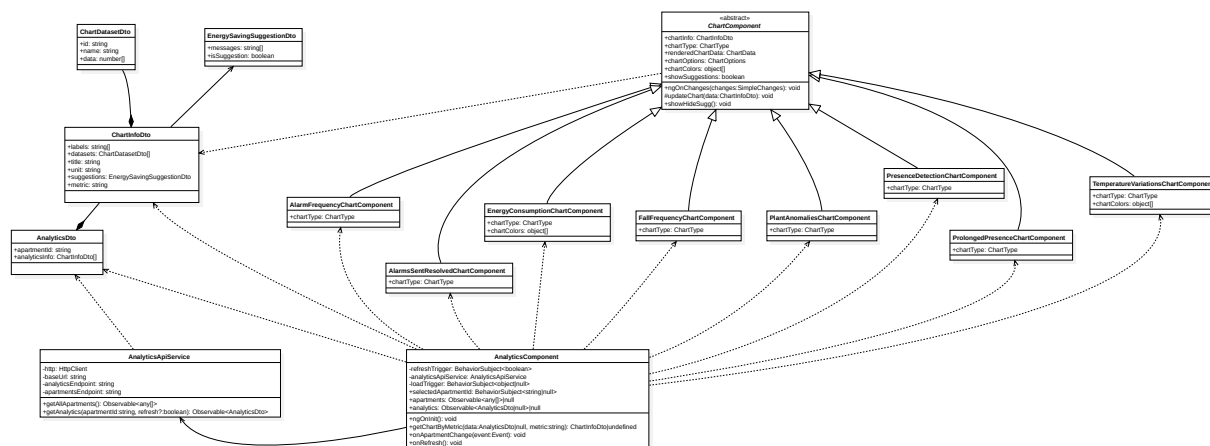 ChartDatasetDto
+id: string
+name: string
+data: number[]
EnergySavingSuggestionDto
+messages: string[]
+isSuggestion: boolean
«abstract»
ChartComponent
+chartInfo: ChartInfoDto
+chartType: ChartType
+renderedChartData: ChartData
+chartOptions: ChartOptions
+chartColors: object[]
+showSuggestions: boolean
+ngOnChanges(changes:SimpleChanges): void
#updateChart(data:ChartInfoDto): void
+showHideSugg(): void
ChartInfoDto
+labels: string[]
+datasets: ChartDatasetDto[]
+title: string
+unit: string
+suggestions: EnergySavingSuggestionDto
+metric: string
AnalyticsDto
+apartmentId: string
+analyticsInfo: ChartInfoDto[]
AlarmFrequencyChartComponent
+chartType: ChartType
AlarmsSentResolvedChartComponent
+chartType: ChartType
EnergyConsumptionChartComponent
+chartType: ChartType
+chartColors: object[]
FallFrequencyChartComponent
+chartType: ChartType
PlantAnomaliesChartComponent
+chartType: ChartType
PresenceDetectionChartComponent
+chartType: ChartType
ProlongedPresenceChartComponent
+chartType: ChartType
TemperatureVariationsChartComponent
+chartType: ChartType
+chartColors: object[]
AnalyticsApiService
-http: HttpClient
-baseUrl: string
-analyticsEndpoint: string
-apartmentsEndpoint: string
+getAllApartments(): Observable<any[]>
+getAnalytics(apartmentId:string, refresh?:boolean): Observable<AnalyticsDto>
AnalyticsComponent
-refreshTrigger: BehaviorSubject<boolean>
-analyticsApiService: AnalyticsApiService
-loadTrigger: BehaviorSubject<object|null>
+selectedApartmentId: BehaviorSubject<string|null>
+apartments: Observable<any[]>|null
+analytics: Observable<AnalyticsDto|null>|null
+ngOnInit(): void
+getChartByMetric(data:AnalyticsDto|null, metric:string): ChartInfoDto|undefined
+onApartmentChange(event:Event): void
+onRefresh(): void